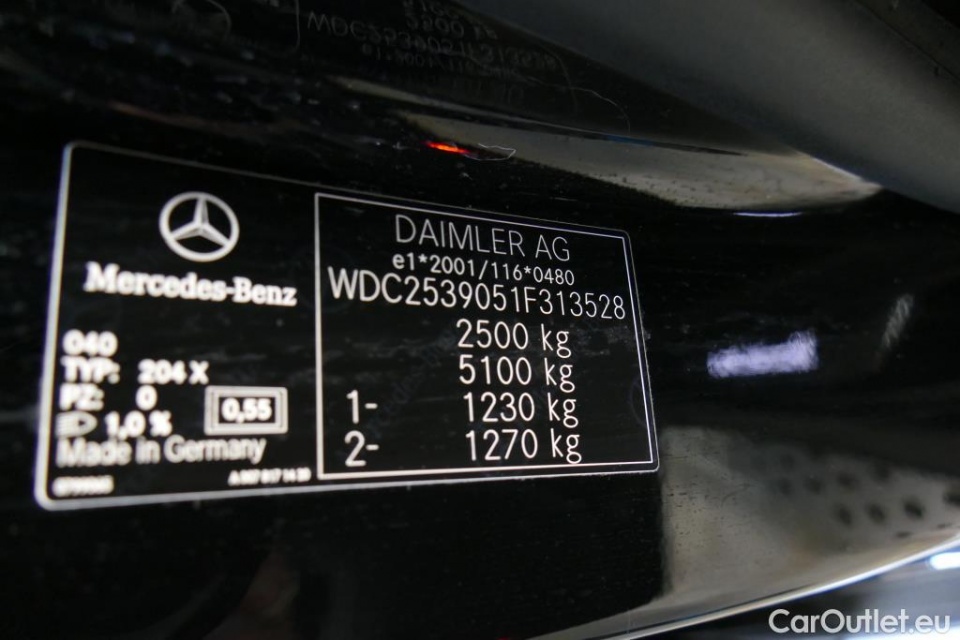 Mercedes-Benz
040
TYP: 204 X
PZ: 0
0,55
1,0 %
Made in Germany
DAIMLER AG
e1*2001/116*0480
WDC2539051F313528
2500 kg
5100 kg
1- 1230 kg
2- 1270 kg
WDC2539051F313528
CarOutlet.eu